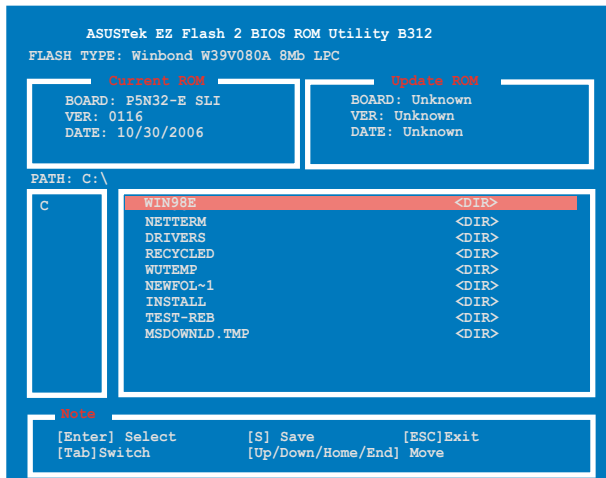 ASUSTek EZ Flash 2 BIOS ROM Utility B312
FLASH TYPE: Winbond W39V080A 8Mb LPC
Current ROM
BOARD: P5N32-E SLI
VER: 0116
DATE: 10/30/2006
Update ROM
BOARD: Unknown
VER: Unknown
DATE: Unknown
PATH: C:\
C
WIN98E <DIR>
NETTERM <DIR>
DRIVERS <DIR>
RECYCLED <DIR>
WUTEMP <DIR>
NEWFOL~1 <DIR>
INSTALL <DIR>
TEST-REB <DIR>
MSDOWNLD.TMP <DIR>
Note
[Enter] Select [S] Save [ESC]Exit
[Tab]Switch [Up/Down/Home/End] Move